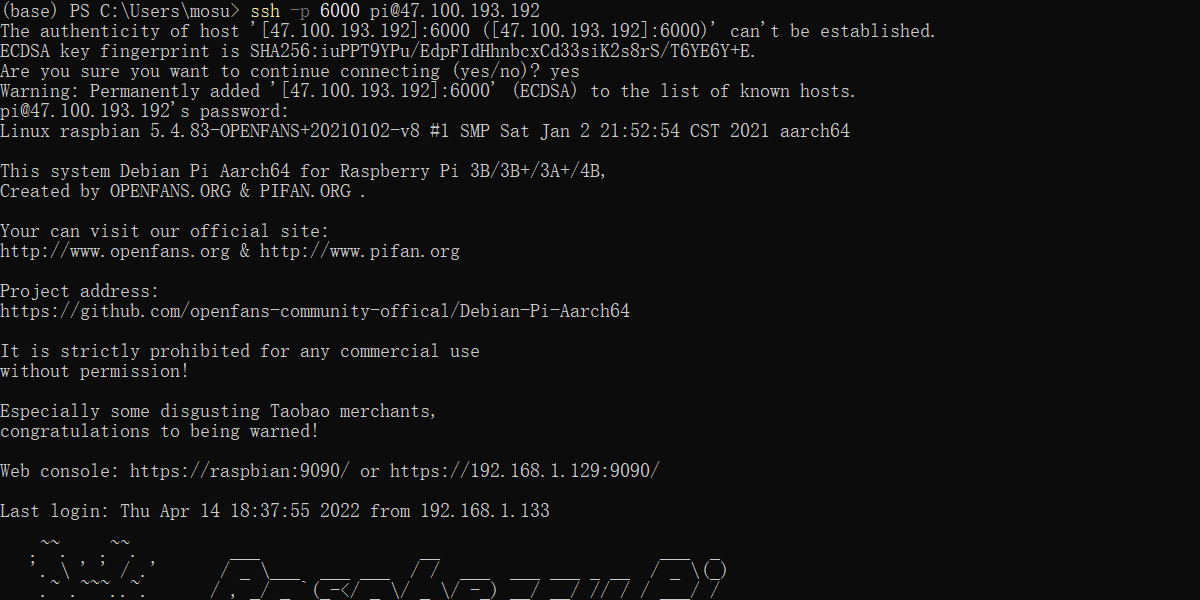 (base) PS C:\Users\mosu> ssh -p 6000 pi@47.100.193.192
The authenticity of host '[47.100.193.192]:6000 ([47.100.193.192]:6000)' can't be established.
ECDSA key fingerprint is SHA256:iuPPT9YPu/EdpFIdHhnbcxCd33siK2s8rS/T6YE6Y+E.
Are you sure you want to continue connecting (yes/no)? yes
Warning: Permanently added '[47.100.193.192]:6000' (ECDSA) to the list of known hosts.
pi@47.100.193.192's password:
Linux raspbian 5.4.83-OPENFANS+20210102-v8 #1 SMP Sat Jan 2 21:52:54 CST 2021 aarch64
This system Debian Pi Aarch64 for Raspberry Pi 3B/3B+/3A+/4B,
Created by OPENFANS.ORG & PIFAN.ORG .
Your can visit our official site:
http://www.openfans.org & http://www.pifan.org
Project address:
https://github.com/openfans-community-offical/Debian-Pi-Aarch64
It is strictly prohibited for any commercial use
without permission!
Especially some disgusting Taobao merchants,
congratulations to being warned!
Web console: https://raspbian:9090/ or https://192.168.1.129:9090/
Last login: Thu Apr 14 18:37:55 2022 from 192.168.1.133